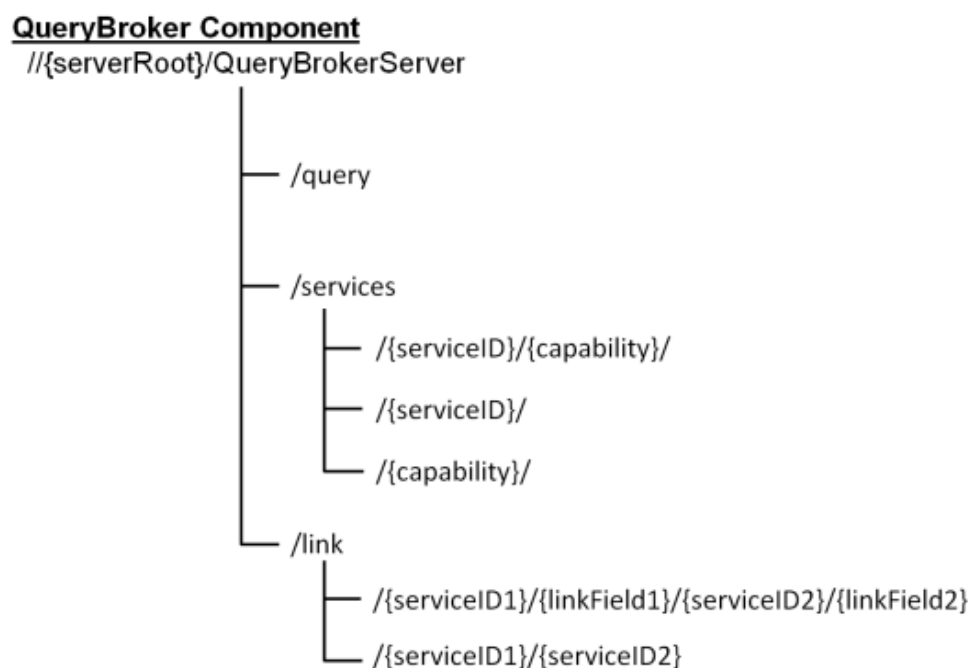 QueryBroker Component
//{serverRoot}/QueryBrokerServer
/query
/services
/{serviceID}/{capability}/
/{serviceID}/
/{capability}/
/link
/{serviceID1}/{linkField1}/{serviceID2}/{linkField2}
/{serviceID1}/{serviceID2}